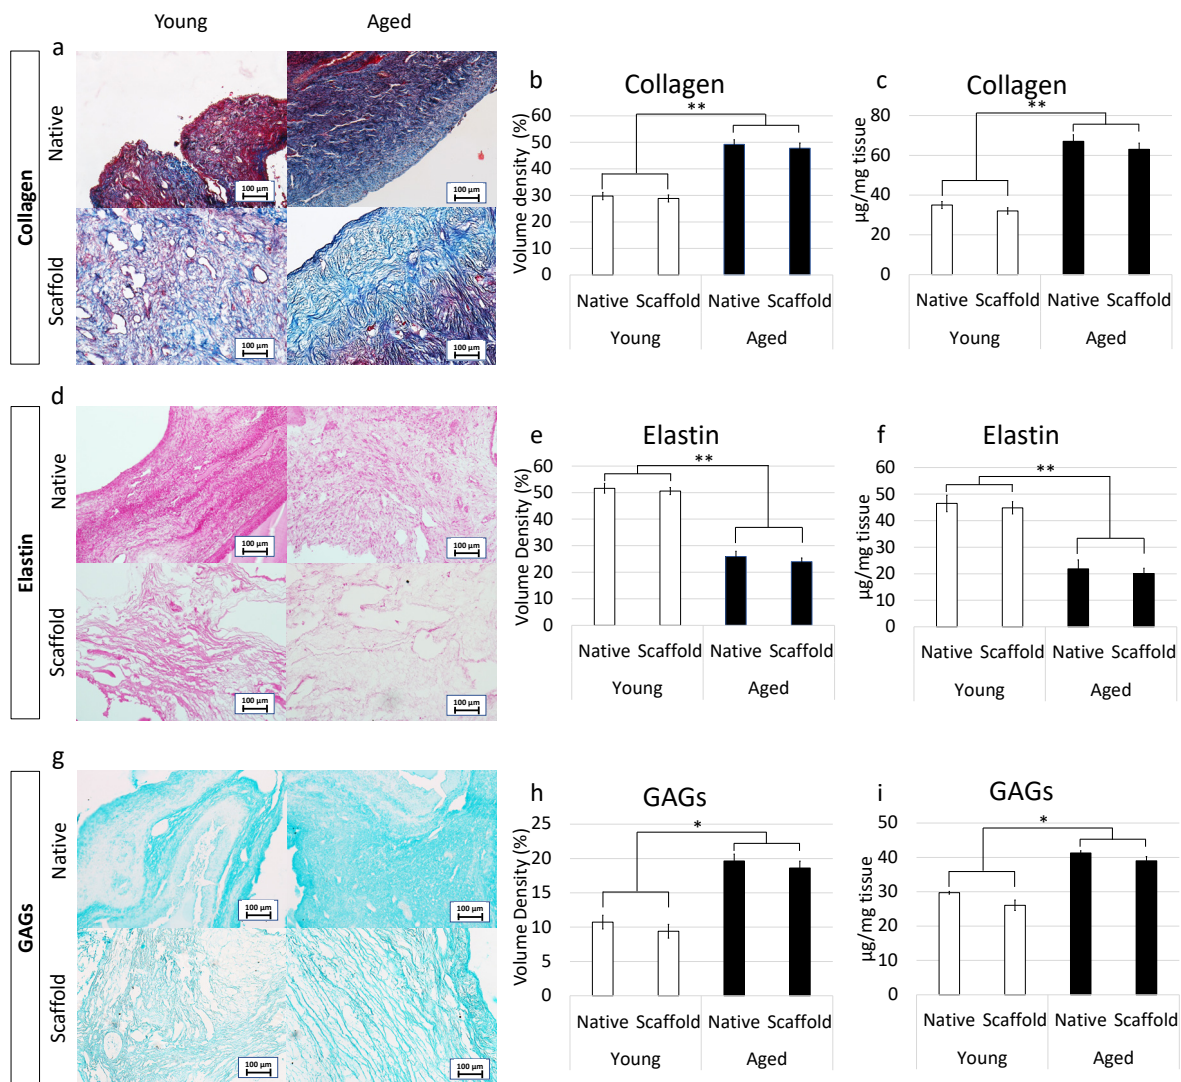 Young Aged
Collagen
a
Native
Scaffold
100 µm
100 µm
100 µm
100 µm
b
Collagen
**
Volume density (%)
60
50
40
30
20
10
0
Native Scaffold Native Scaffold
Young Aged
c
Collagen
**
µg/mg tissue
80
60
40
20
0
Native Scaffold Native Scaffold
Young Aged
Elastin
d
Native
Scaffold
100 µm
100 µm
100 µm
100 µm
e
Elastin
**
Volume Density (%)
60
50
40
30
20
10
0
Native Scaffold Native Scaffold
Young Aged
f
Elastin
**
µg/mg tissue
60
50
40
30
20
10
0
Native Scaffold Native Scaffold
Young Aged
GAGs
g
Native
Scaffold
100 µm
100 µm
100 µm
100 µm
h
GAGs
*
Volume Density (%)
25
20
15
10
5
0
Native Scaffold Native Scaffold
Young Aged
i
GAGs
*
µg/mg tissue
50
40
30
20
10
0
Native Scaffold Native Scaffold
Young Aged